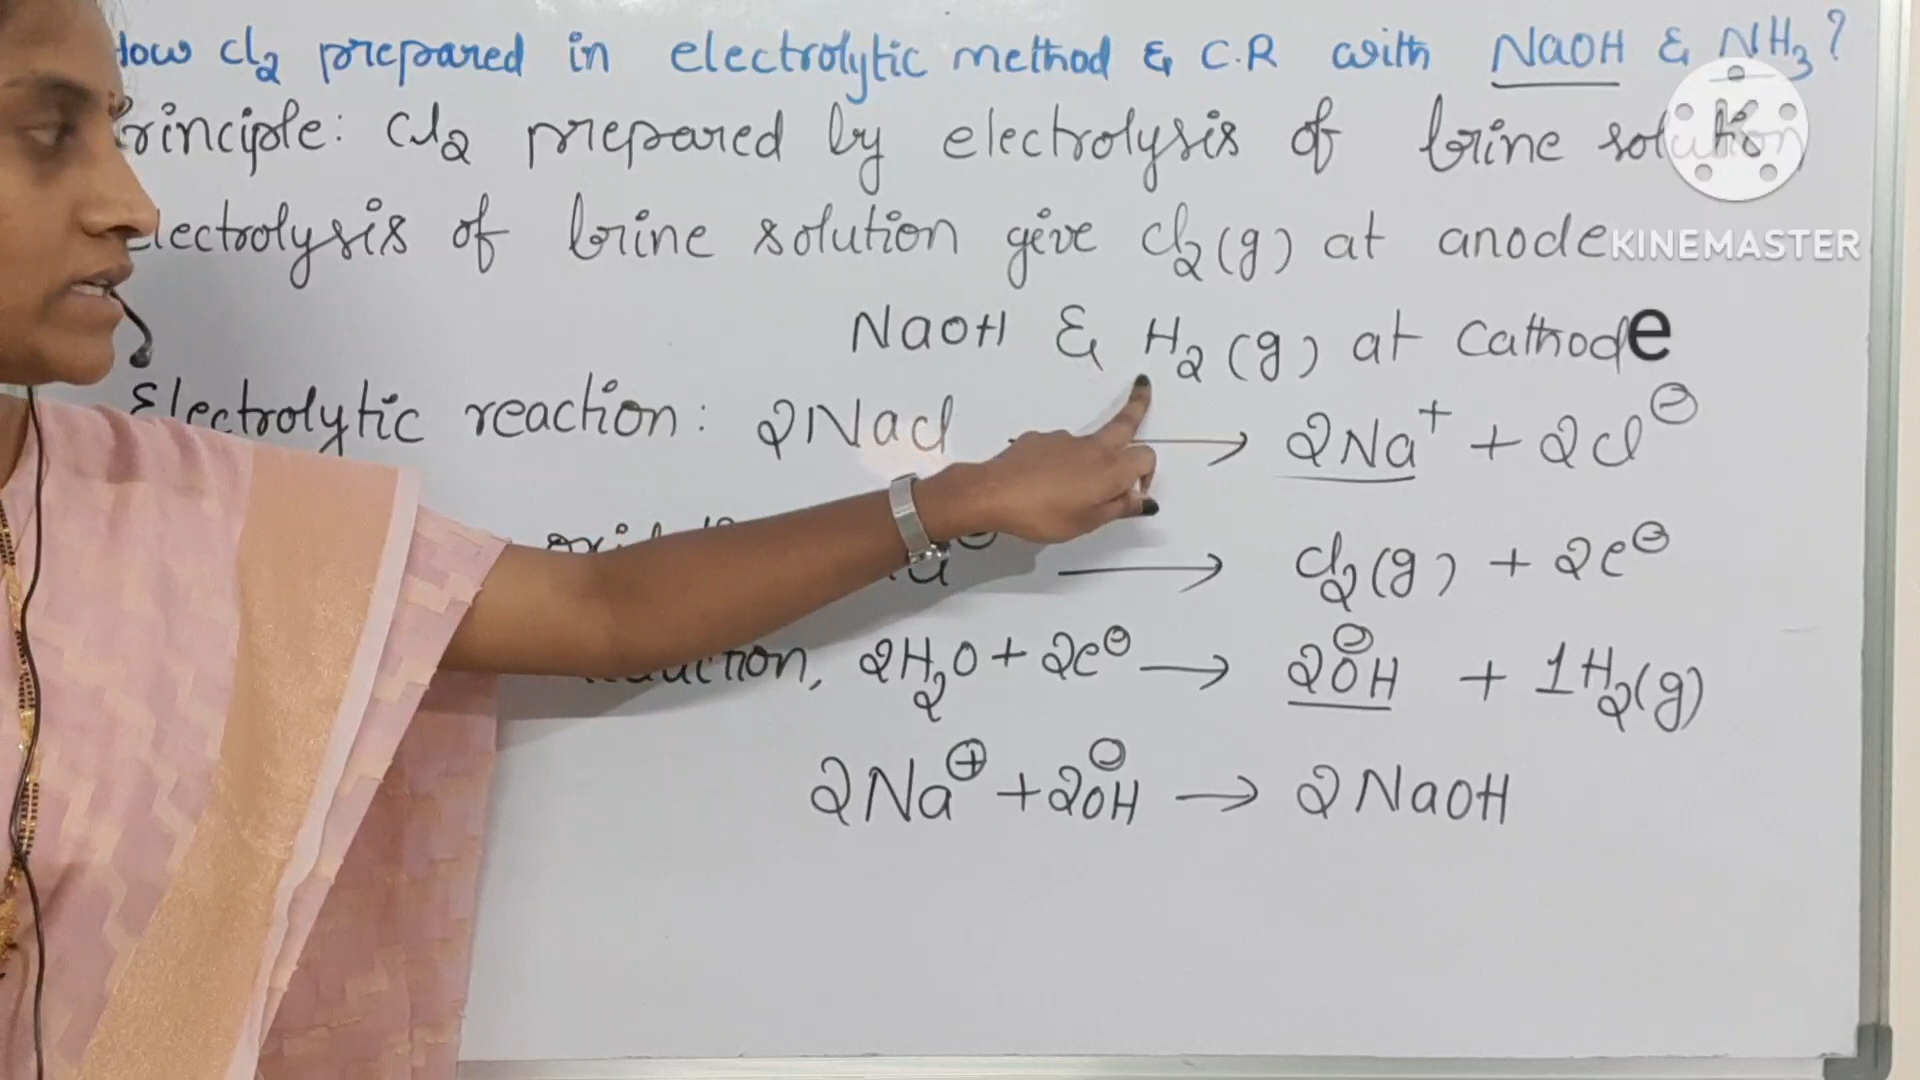 How Cl2 prepared in electrolytic method & C.R with NaOH & NH3?
Principle: Cl2 prepared by electrolysis of brine solution,
Electrolysis of brine solution give Cl2(g) at anode
KINEMASTER
NaOH & H2(g) at Cathode
Electrolytic reaction: 2NaCl → 2Na+ + 2Cl⊖
→ Cl2(g) + 2e⊖
2H2O + 2e⊖ → 2OH⊖ + 1H2(g)
2Na⊕ + 2OH⊖ → 2NaOH